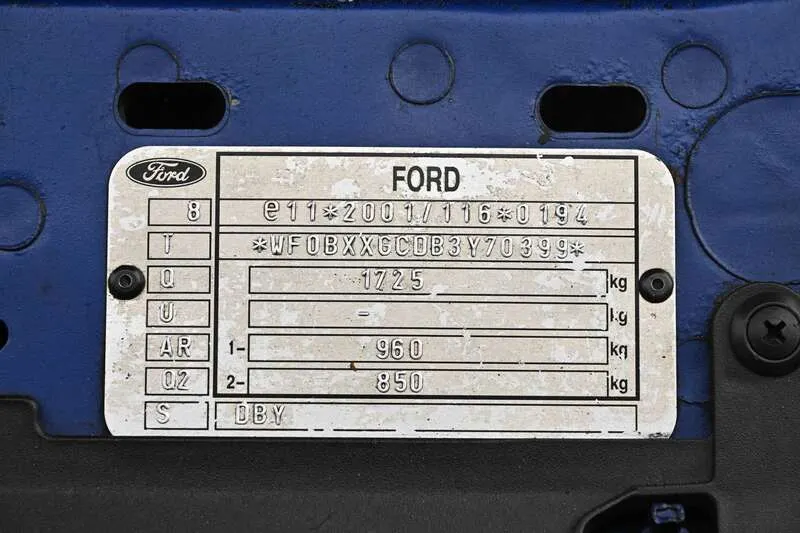 Ford FORD
8 e11*2001/116*0194
T *WF0BXXGCDB3Y70399*
Q 1725 kg
U - kg
AR 1- 960 kg
Q2 2- 850 kg
S DBY